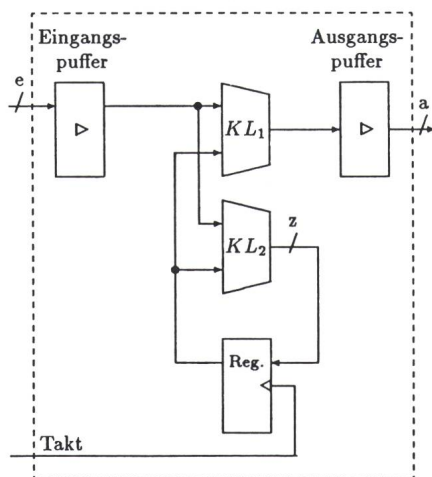 Eingangs-
puffer
Ausgangs-
puffer
e
a
KL₁
KL₂
z
Reg.
Takt